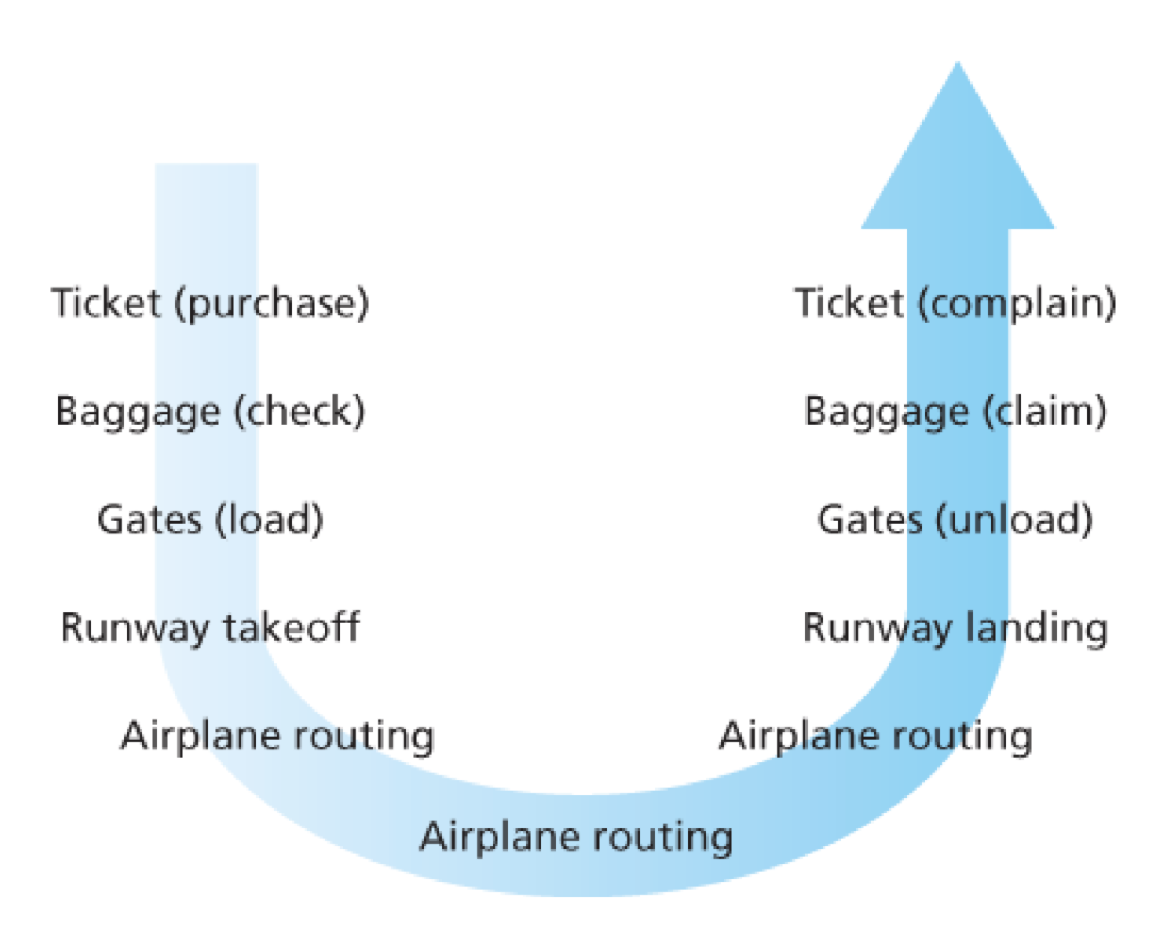 Ticket (purchase)
Baggage (check)
Gates (load)
Runway takeoff
Airplane routing
Airplane routing
Airplane routing
Runway landing
Gates (unload)
Baggage (claim)
Ticket (complain)